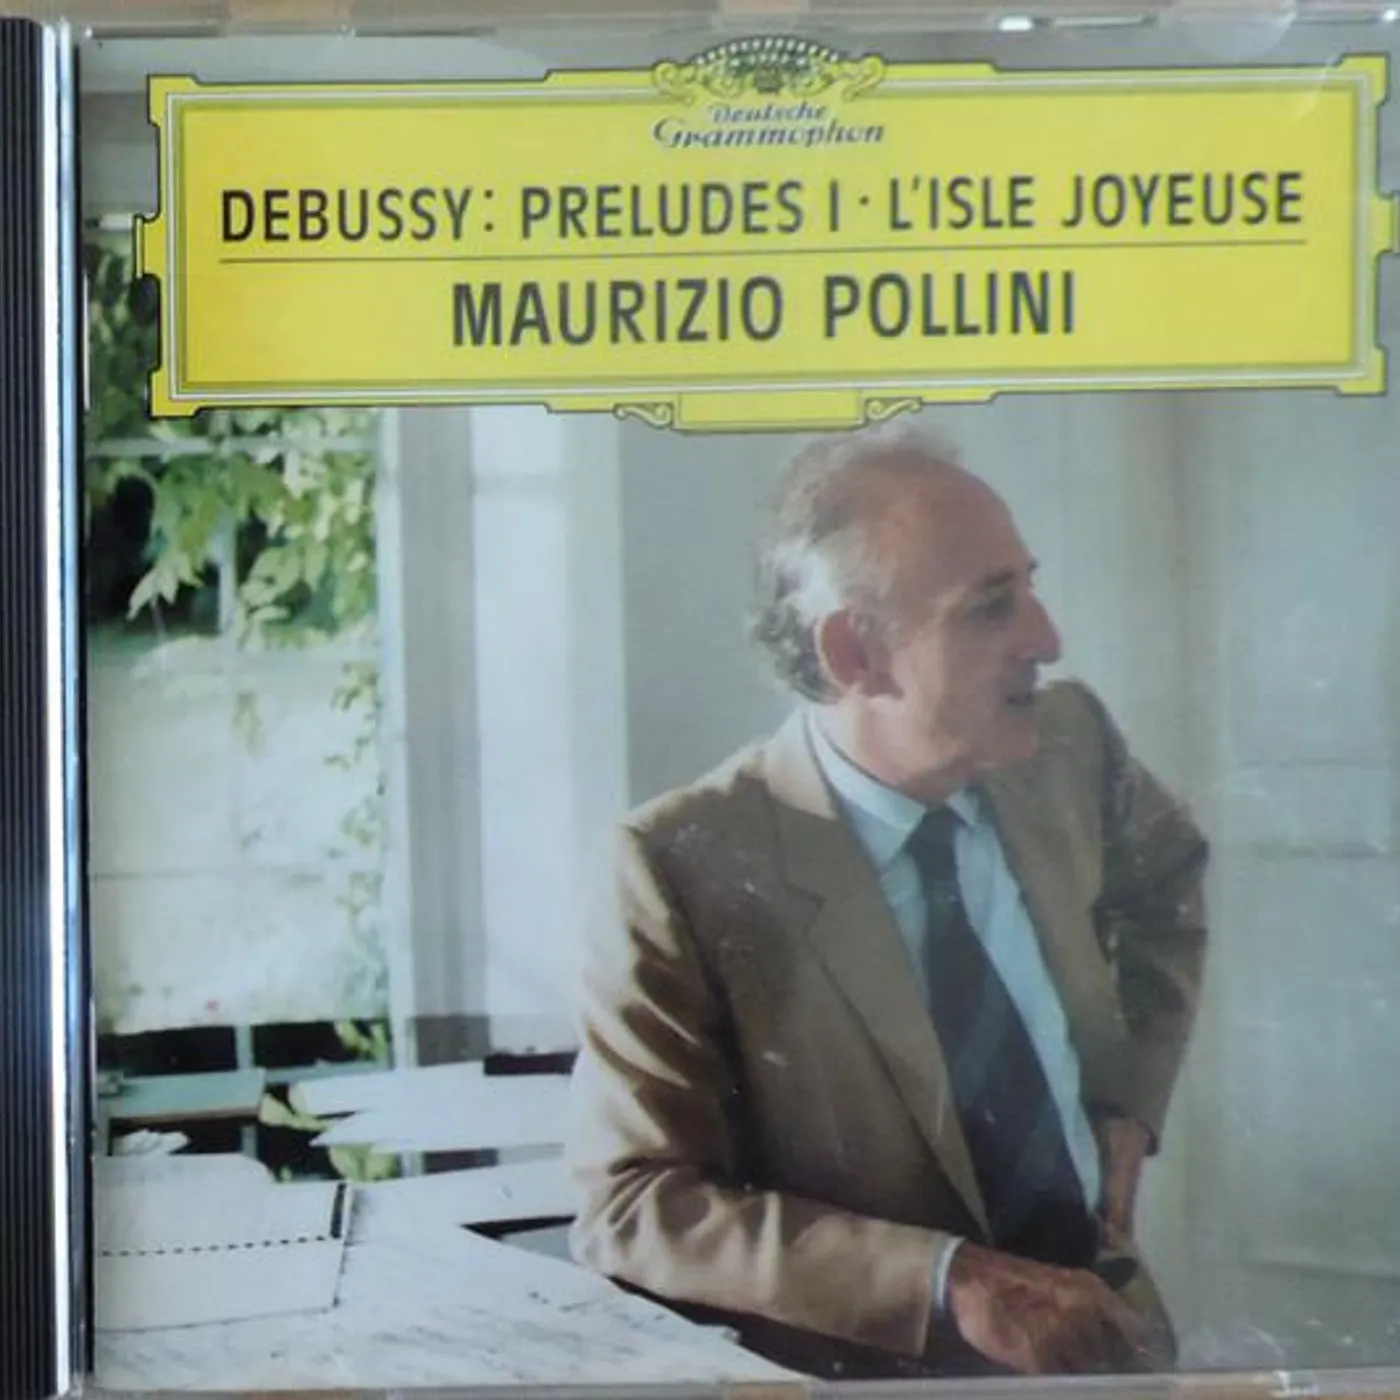 Deutsche
Grammophon
DEBUSSY: PRELUDES I · L'ISLE JOYEUSE
MAURIZIO POLLINI